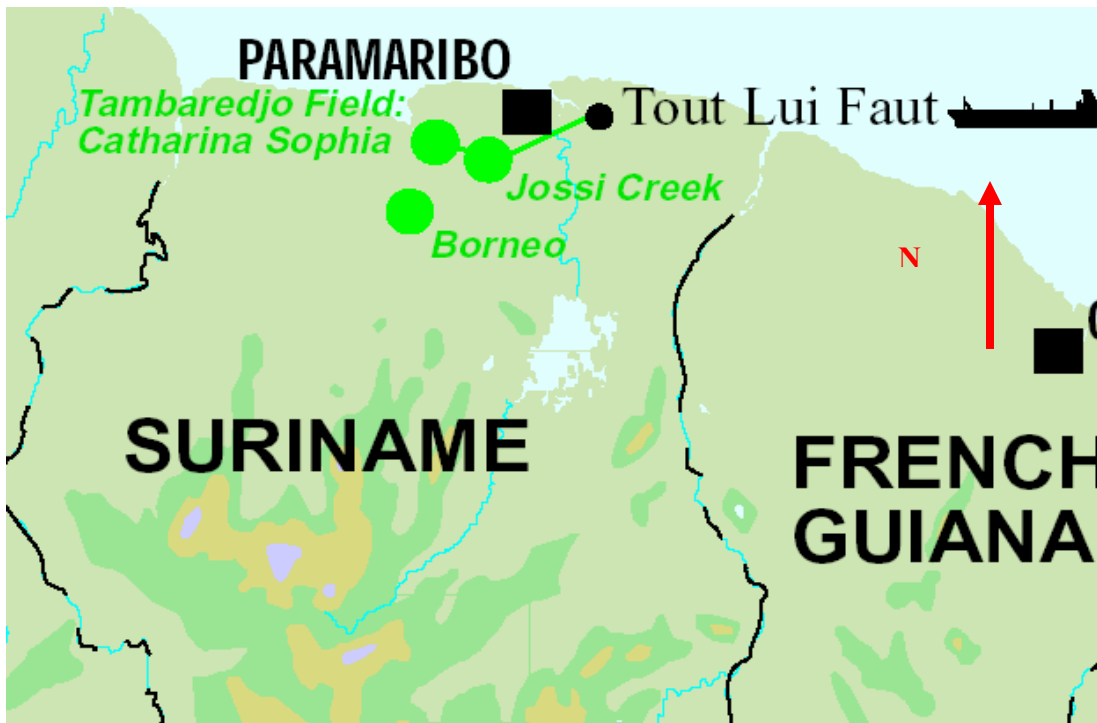 PARAMARIBO
Tambaredjo Field:
Catharina Sophia
Tout Lui Faut
Jossi Creek
Borneo
N
SURINAME
FRENCH
GUIANA